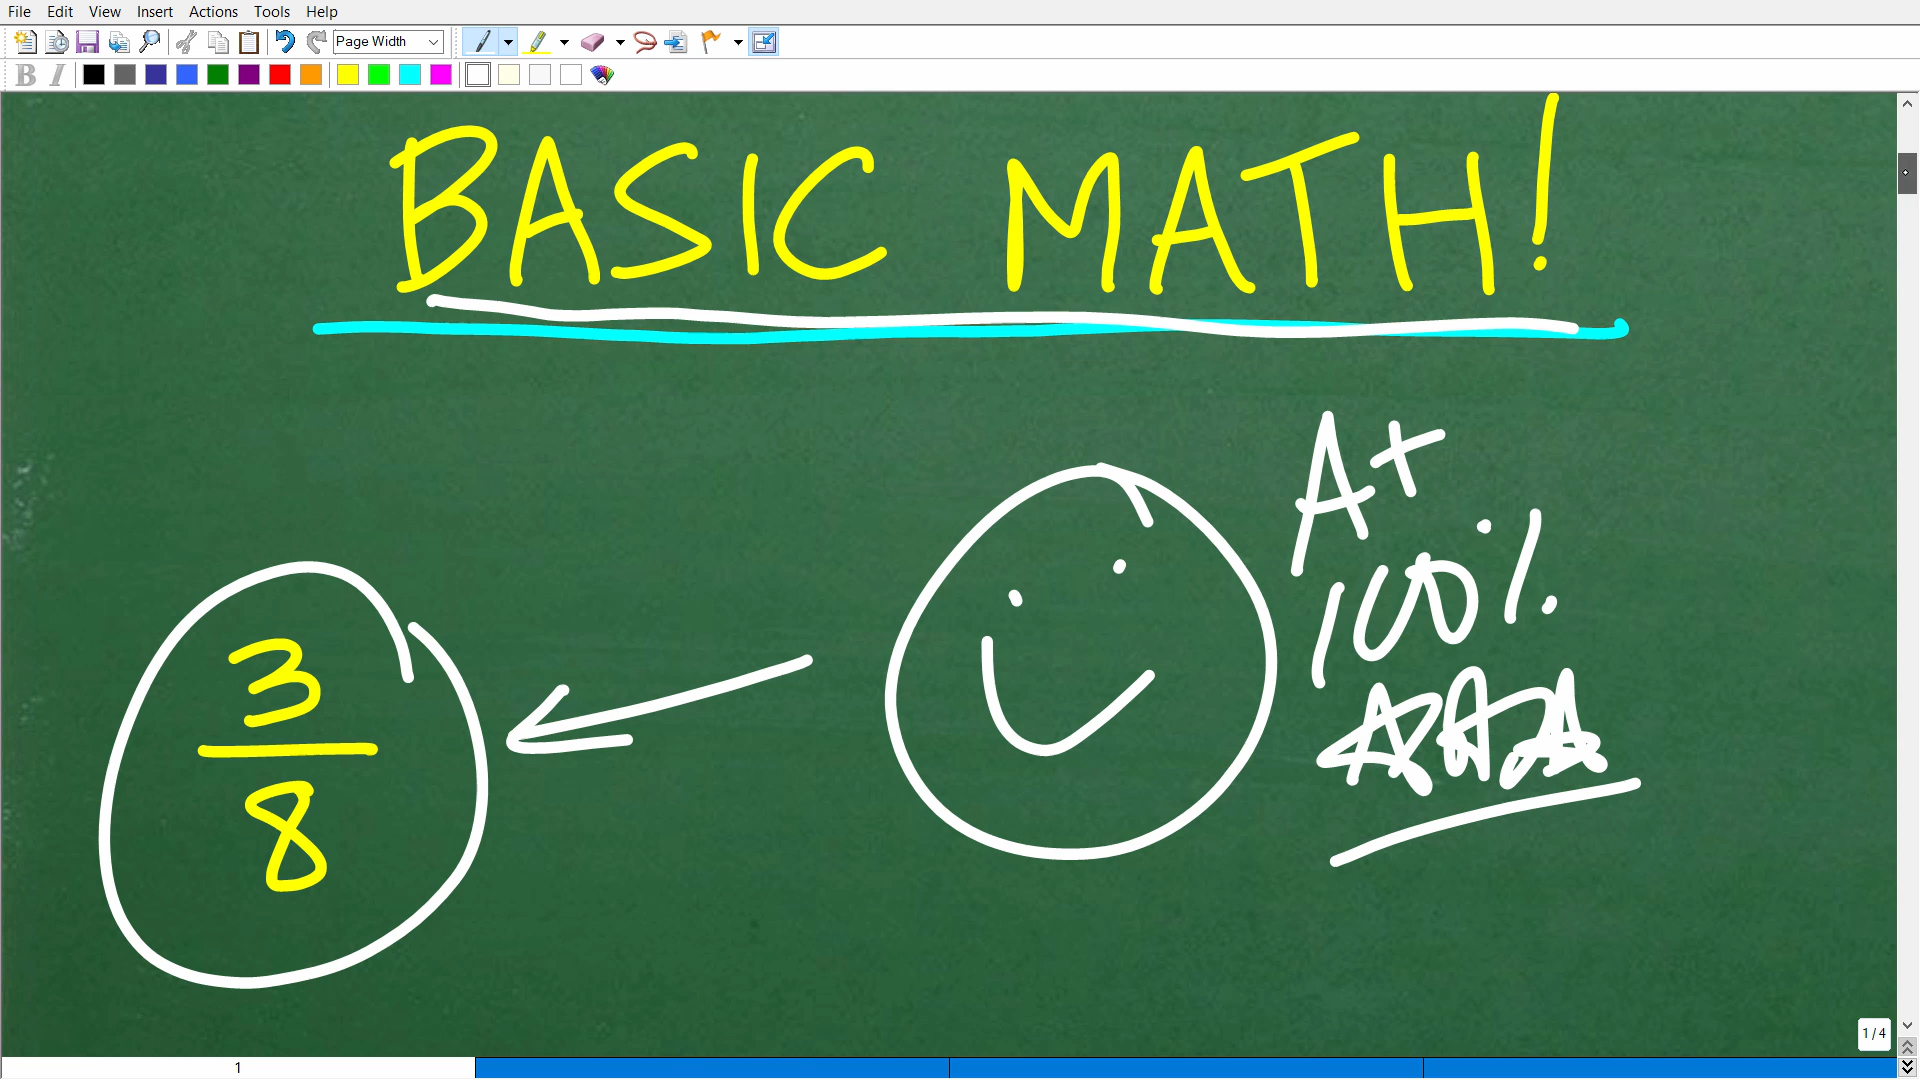 File Edit View Insert Actions Tools Help
Page Width
B I
BASIC MATH!
A+
100%
3
8
1 / 4
1